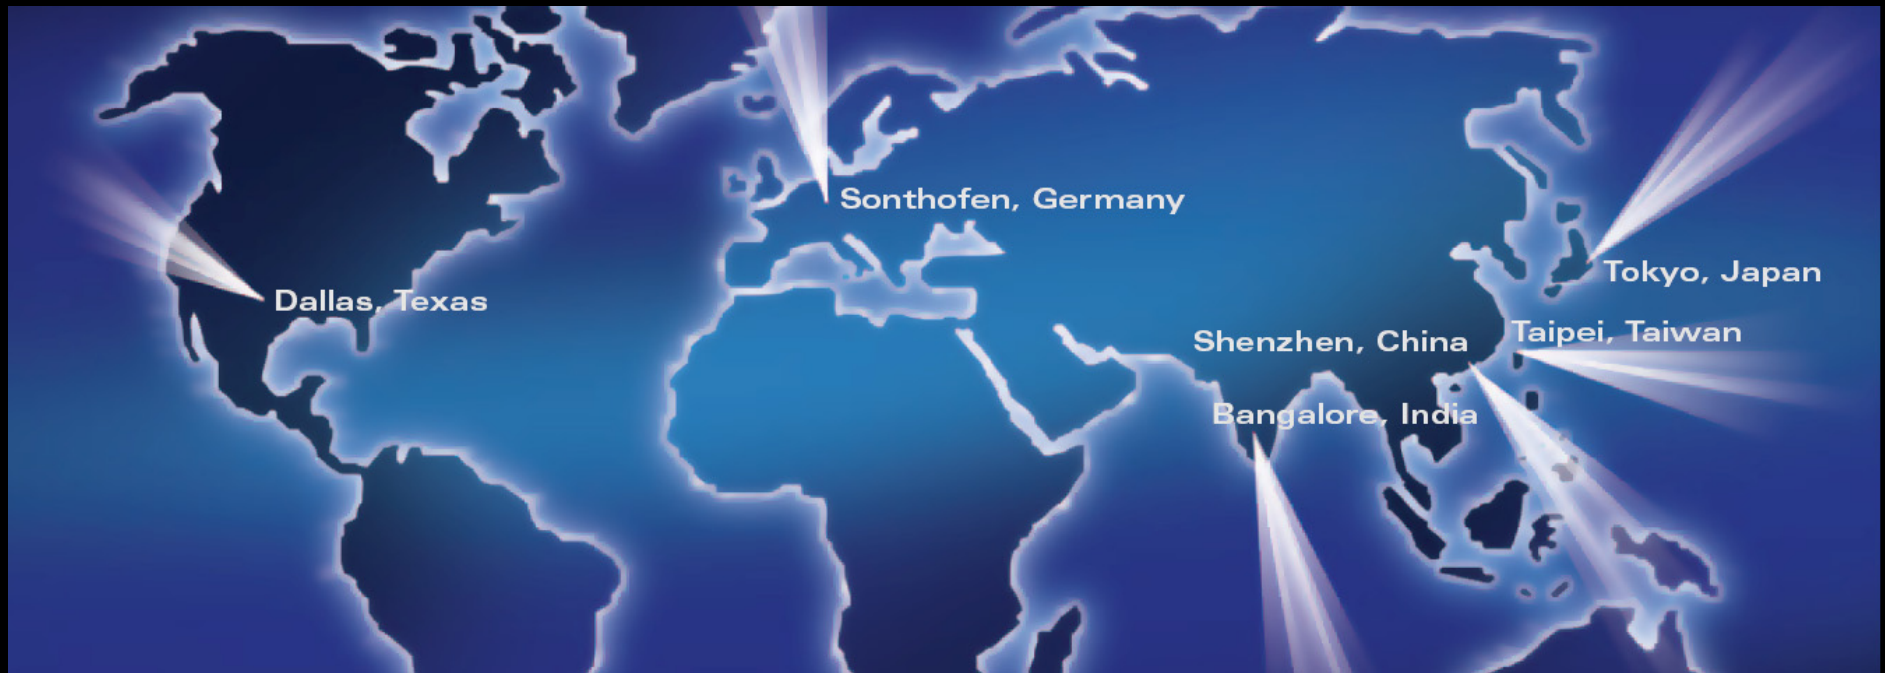 Sonthofen, Germany
Tokyo, Japan
Dallas, Texas
Taipei, Taiwan
Shenzhen, China
Bangalore, India